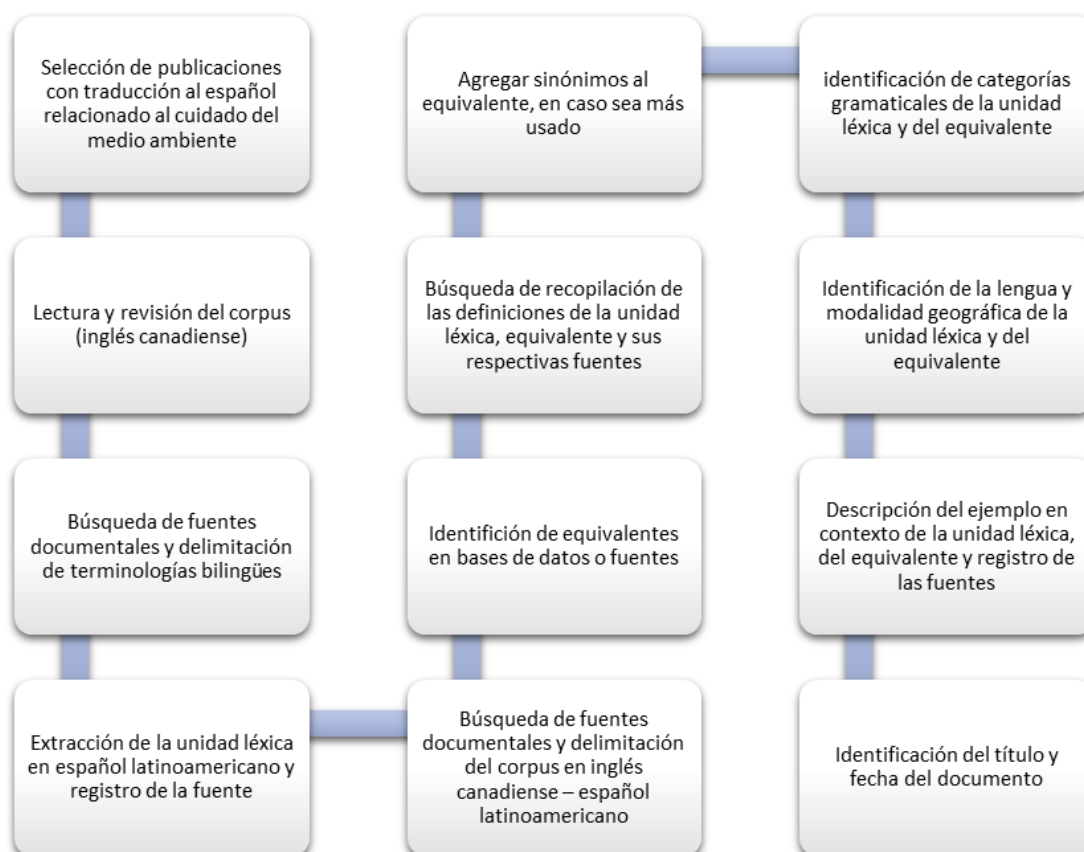 Selección de publicaciones
con traducción al español
relacionado al cuidado del
medio ambiente
Lectura y revisión del corpus
(inglés canadiense)
Búsqueda de fuentes
documentales y delimitación
de terminologías bilingües
Extracción de la unidad léxica
en español latinoamericano y
registro de la fuente
Búsqueda de fuentes
documentales y delimitación
del corpus en inglés
canadiense – español
latinoamericano
Identifición de equivalentes
en bases de datos o fuentes
Búsqueda de recopilación de
las definiciones de la unidad
léxica, equivalente y sus
respectivas fuentes
Agregar sinónimos al
equivalente, en caso sea más
usado
identificación de categorías
gramaticales de la unidad
léxica y del equivalente
Identificación de la lengua y
modalidad geográfica de la
unidad léxica y del
equivalente
Descripción del ejemplo en
contexto de la unidad léxica,
del equivalente y registro de
las fuentes
Identificación del título y
fecha del documento